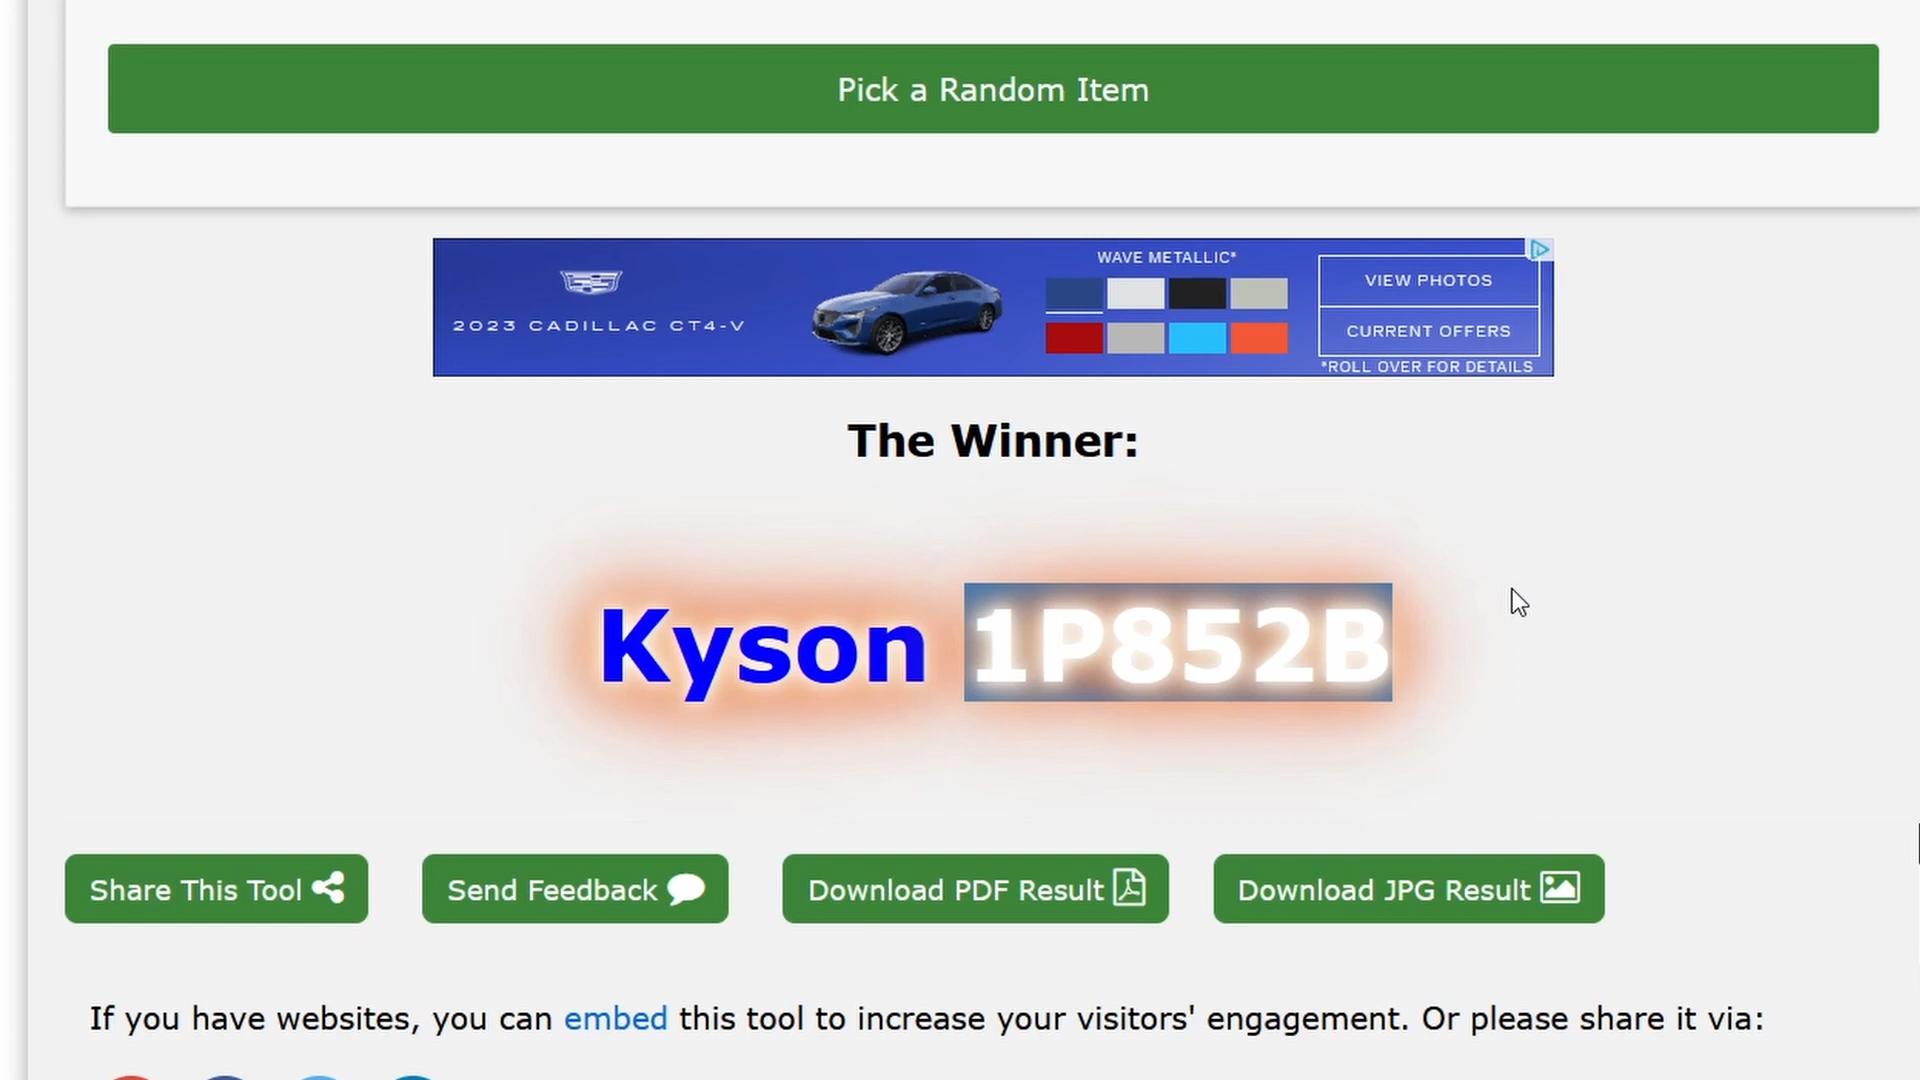 Pick a Random Item
WAVE METALLIC*
2023 CADILLAC CT4-V
VIEW PHOTOS
CURRENT OFFERS
*ROLL OVER FOR DETAILS
The Winner:
Kyson 1P852B
Share This Tool
Send Feedback
Download PDF Result
Download JPG Result
If you have websites, you can embed this tool to increase your visitors' engagement. Or please share it via: